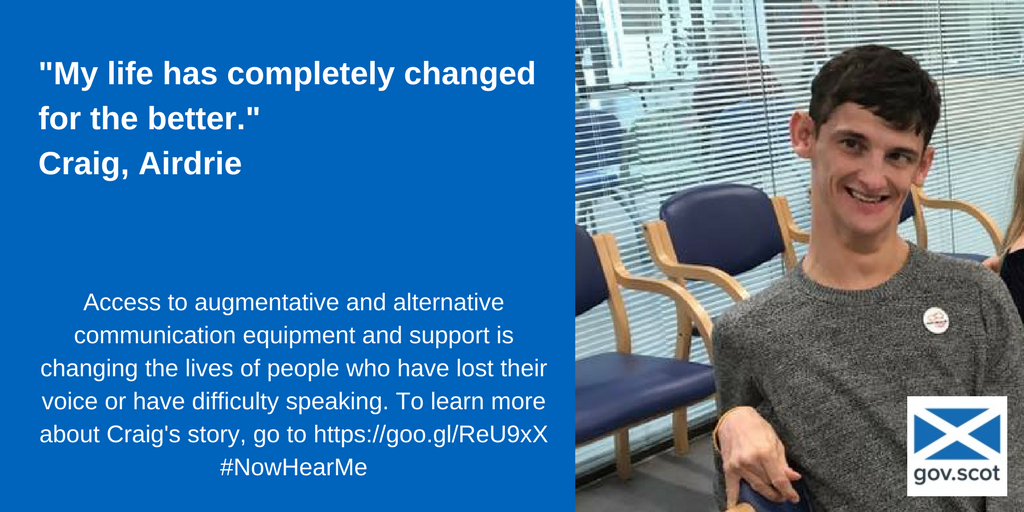 "My life has completely changed
for the better."
Craig, Airdrie
Access to augmentative and alternative
communication equipment and support is
changing the lives of people who have lost their
voice or have difficulty speaking. To learn more
about Craig's story, go to https://goo.gl/ReU9xX
#NowHearMe
gov.scot